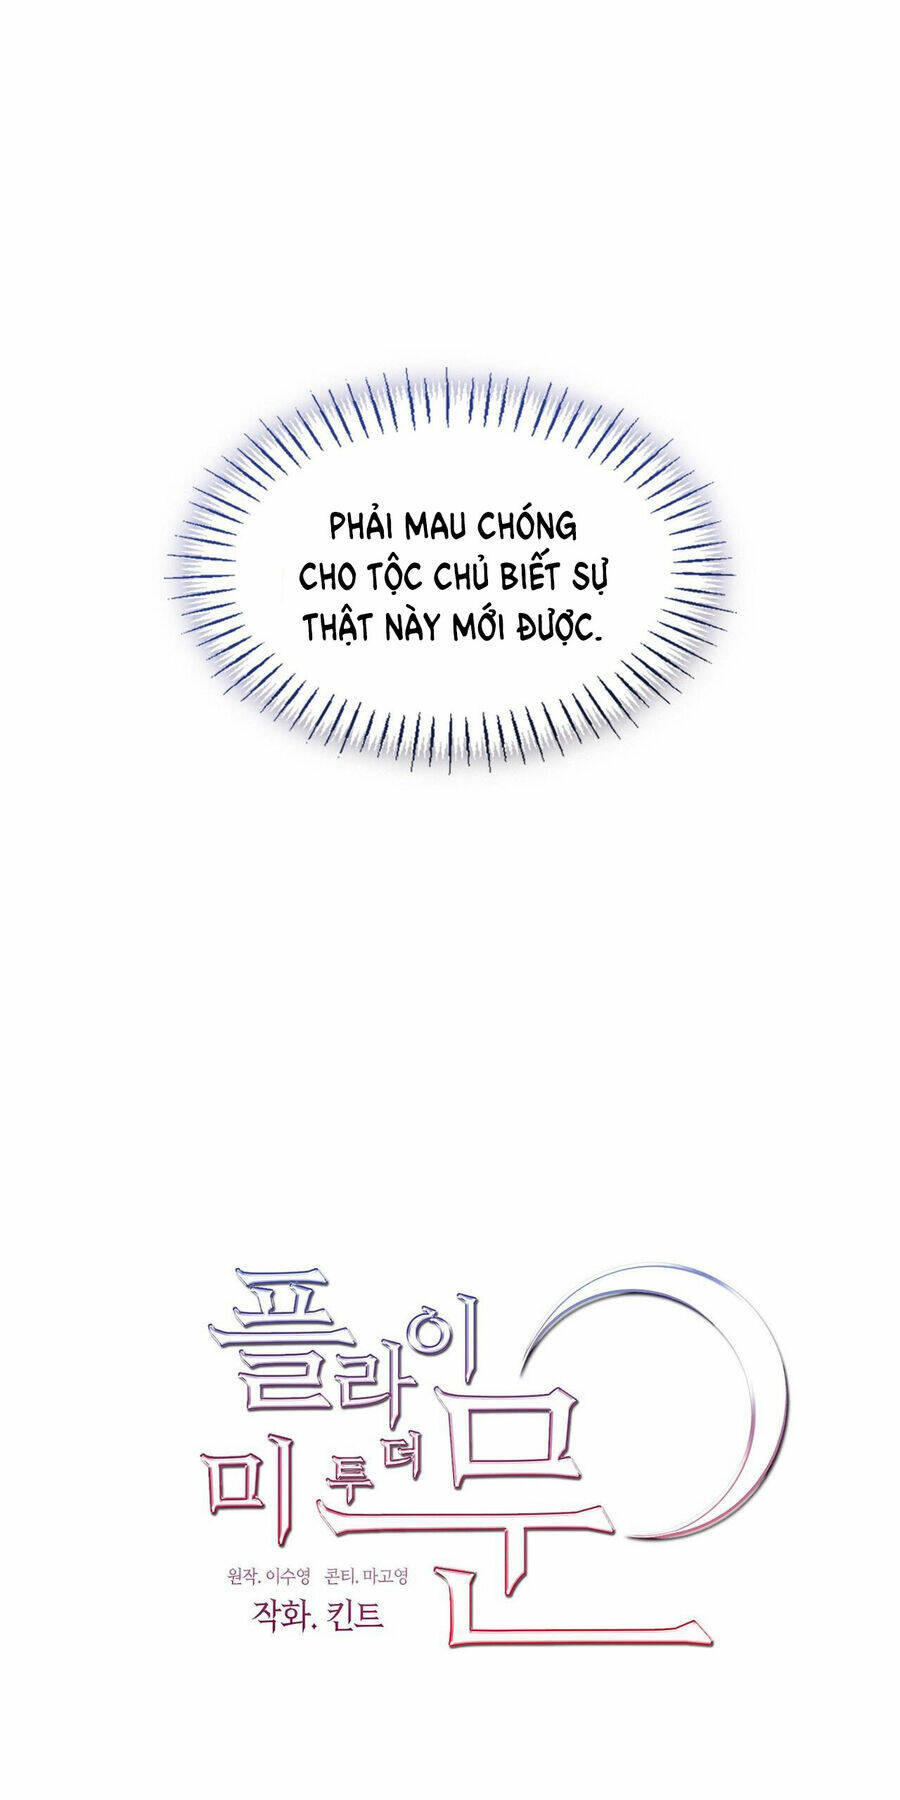 PHẢI MAU CHÓNG
CHO TỘC CHỦ BIẾT SỰ
THẬT NÀY MỚI ĐƯỢC.
플라이
미 투 더 문
원작. 이수영 콘티. 마고영
작화. 킨트